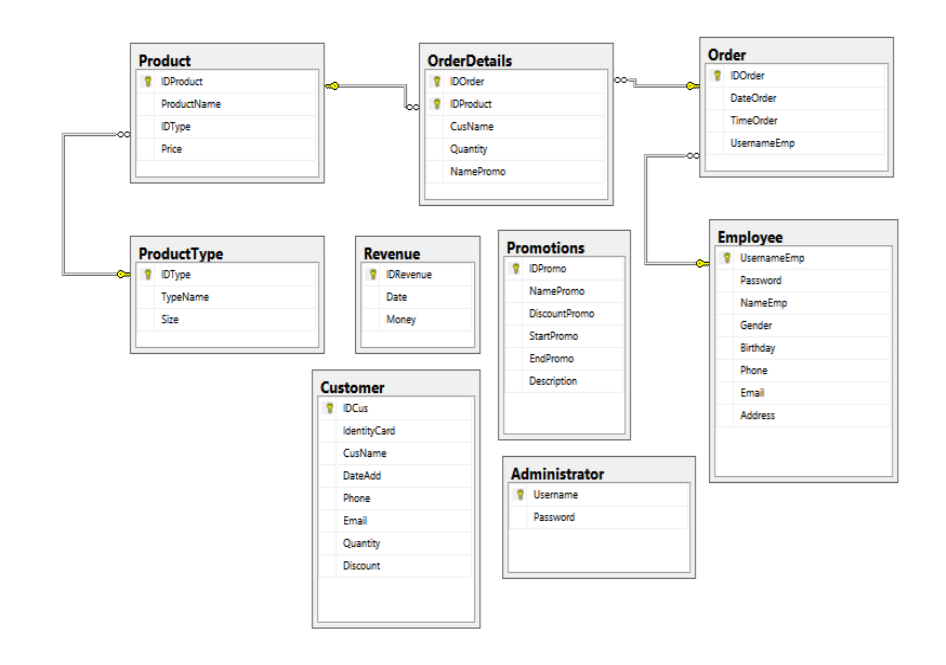 Product
IDProduct
ProductName
IDType
Price
OrderDetails
IDOrder
IDProduct
CusName
Quantity
NamePromo
Order
IDOrder
DateOrder
TimeOrder
UsernameEmp
ProductType
IDType
TypeName
Size
Revenue
IDRevenue
Date
Money
Promotions
IDPromo
NamePromo
DiscountPromo
StartPromo
EndPromo
Description
Employee
UsernameEmp
Password
NameEmp
Gender
Birthday
Phone
Email
Address
Customer
IDCus
IdentityCard
CusName
DateAdd
Phone
Email
Quantity
Discount
Administrator
Username
Password